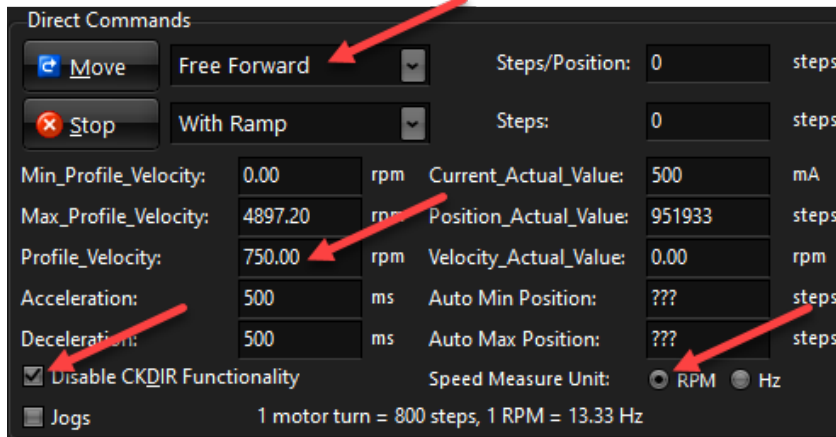 Direct Commands
Move Free Forward Steps/Position: 0 steps
Stop With Ramp Steps: 0 steps
Min_Profile_Velocity: 0.00 rpm Current_Actual_Value: 500 mA
Max_Profile_Velocity: 4897.20 rpm Position_Actual_Value: 951933 steps
Profile_Velocity: 750.00 rpm Velocity_Actual_Value: 0.00 rpm
Acceleration: 500 ms Auto Min Position: ??? steps
Deceleration: 500 ms Auto Max Position: ??? steps
Disable CKDIR Functionality Speed Measure Unit: RPM Hz
Jogs 1 motor turn = 800 steps, 1 RPM = 13.33 Hz